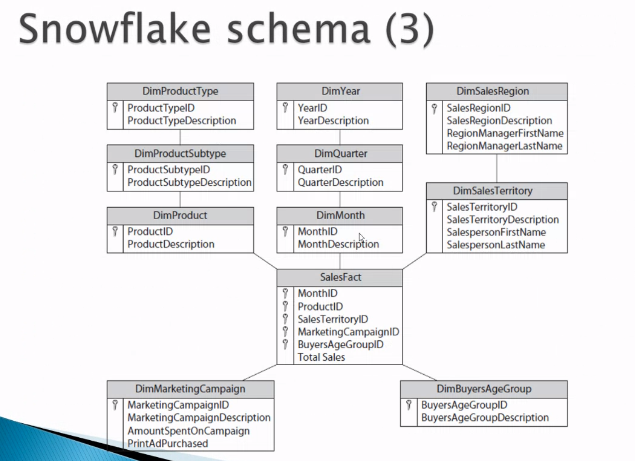 Snowflake schema (3)
DimProductType
ProductTypeID
ProductTypeDescription
DimYear
YearID
YearDescription
DimSalesRegion
SalesRegionID
SalesRegionDescription
RegionManagerFirstName
RegionManagerLastName
DimProductSubtype
ProductSubtypeID
ProductSubtypeDescription
DimQuarter
QuarterID
QuarterDescription
DimSalesTerritory
SalesTerritoryID
SalesTerritoryDescription
SalespersonFirstName
SalespersonLastName
DimProduct
ProductID
ProductDescription
DimMonth
MonthID
MonthDescription
SalesFact
MonthID
ProductID
SalesTerritoryID
MarketingCampaignID
BuyersAgeGroupID
Total Sales
DimMarketingCampaign
MarketingCampaignID
MarketingCampaignDescription
AmountSpentOnCampaign
PrintAdPurchased
DimBuyersAgeGroup
BuyersAgeGroupID
BuyersAgeGroupDescription